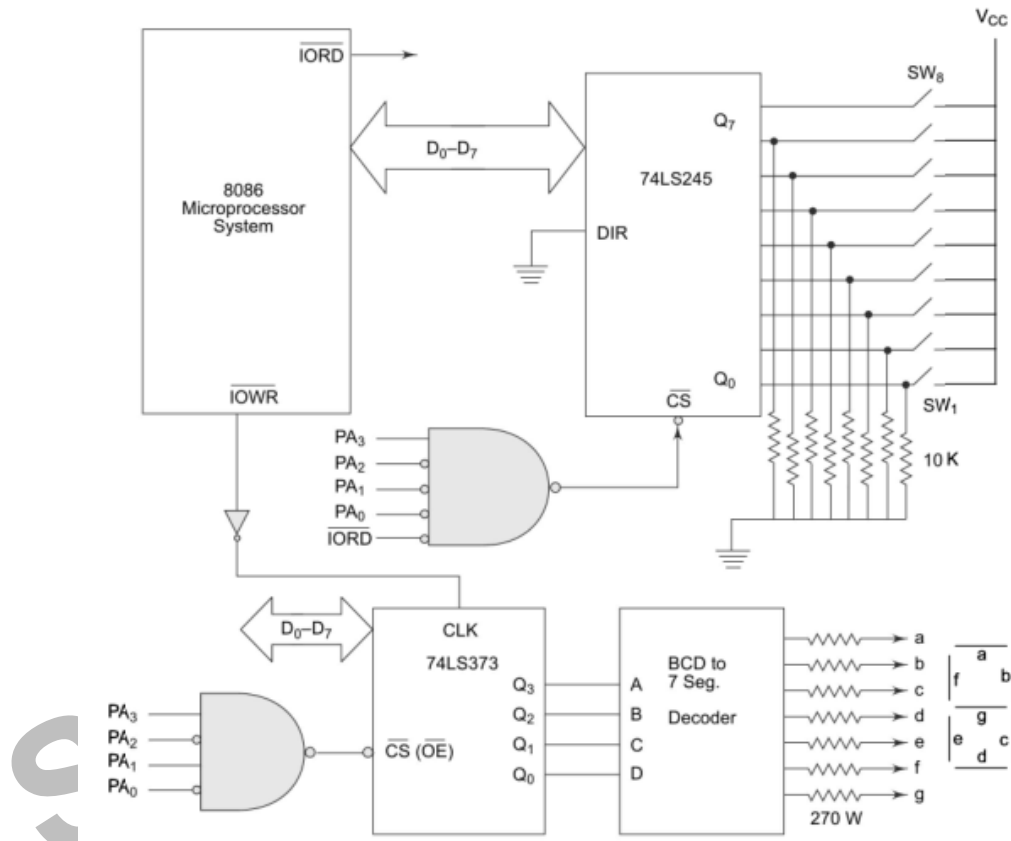 V_CC
IORD
SW₈
Q₇
D₀–D₇
74LS245
8086
Microprocessor
System
DIR
IOWR
Q₀
CS
SW₁
PA₃
PA₂
PA₁
PA₀
IORD
10 K
D₀–D₇
CLK
74LS373
Q₃
Q₂
Q₁
Q₀
CS (OE)
PA₃
PA₂
PA₁
PA₀
A
B
C
D
BCD to
7 Seg.
Decoder
a
b
c
d
e
f
g
270 W
a
f b
g
e c
d
S